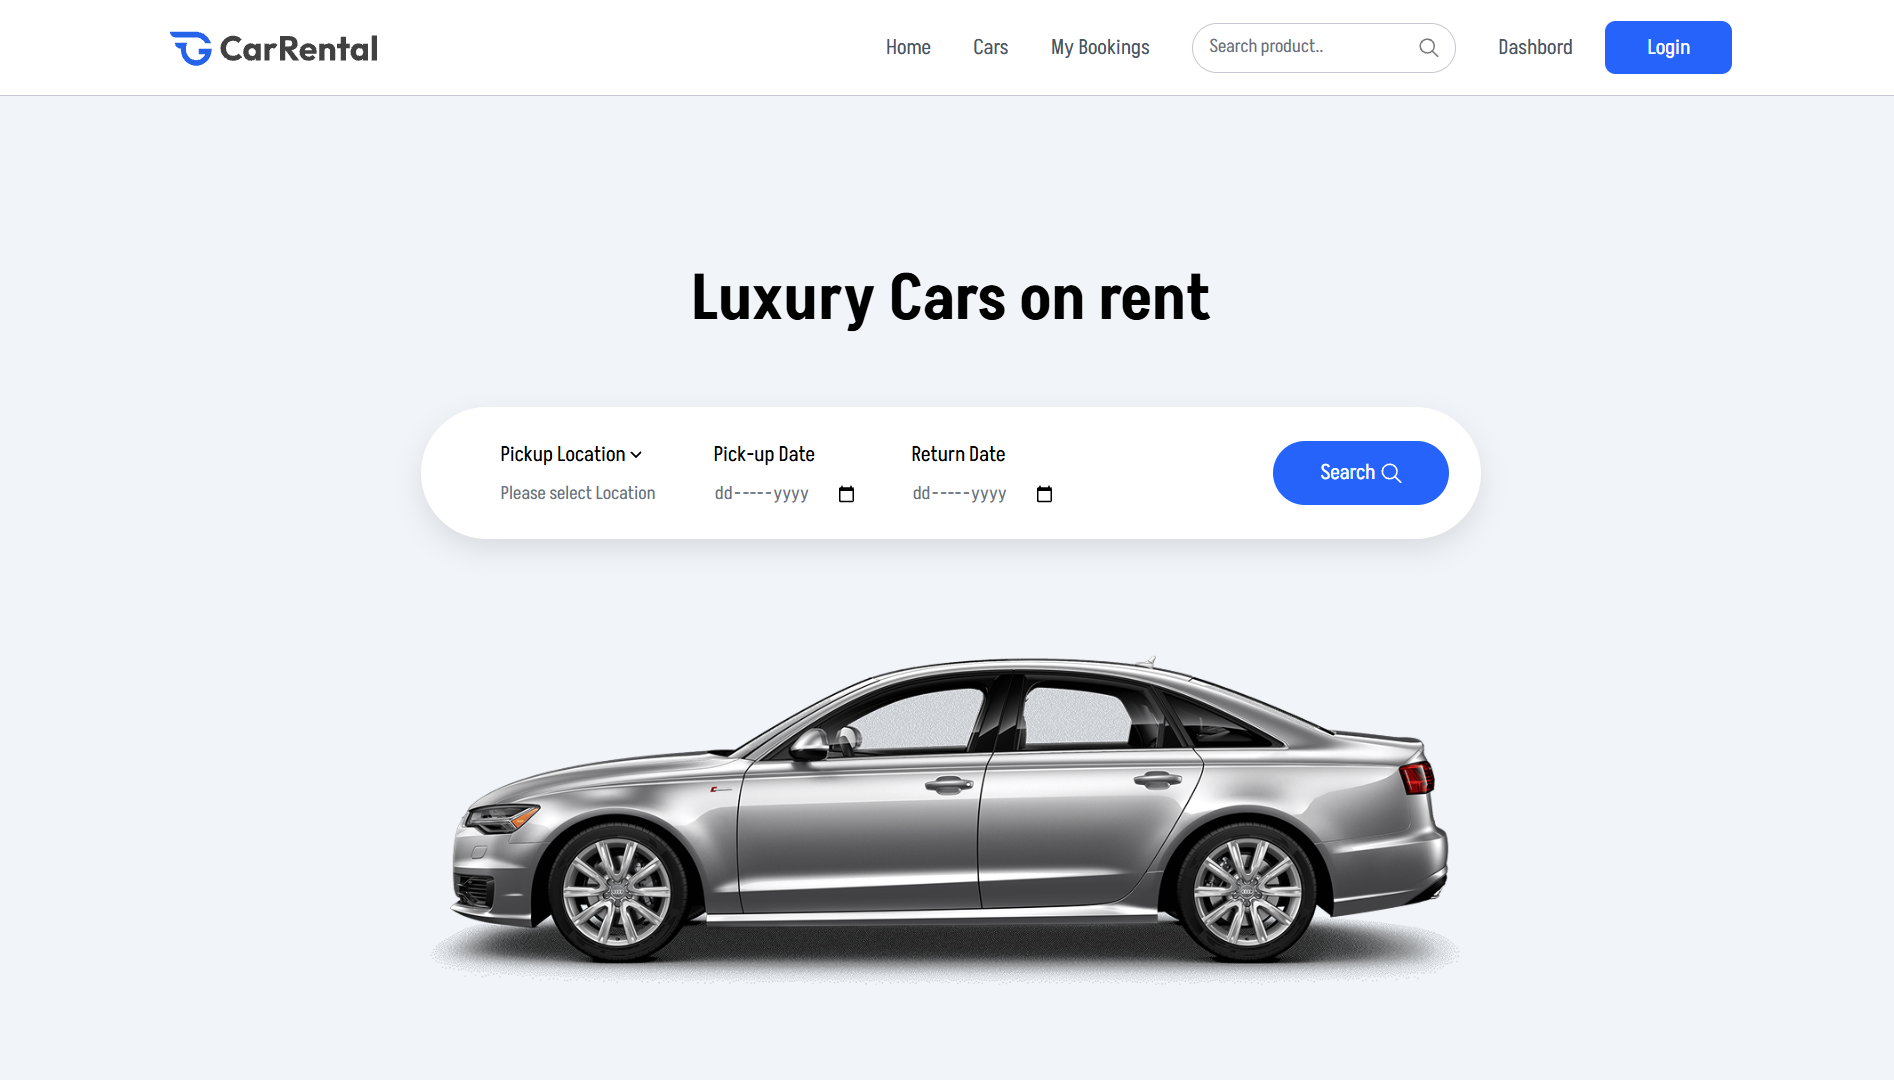 CarRental
Home
Cars
My Bookings
Search product..
Dashbord
Login
Luxury Cars on rent
Pickup Location
Pick-up Date
Return Date
Please select Location
dd-----yyyy
dd-----yyyy
Search